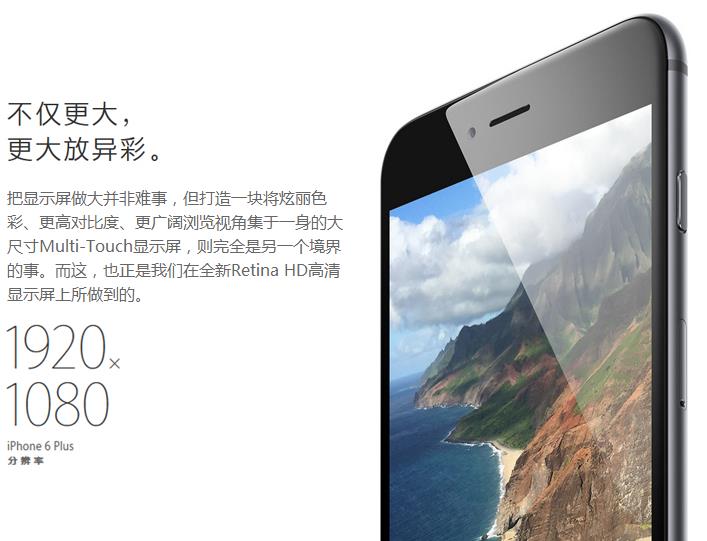 不仅更大，
更大放异彩。
把显示屏做大并非难事，但打造一块将炫丽色
彩、更高对比度、更广阔浏览视角集于一身的大
尺寸Multi-Touch显示屏，则完全是另一个境界
的事。而这，也正是我们在全新Retina HD高清
显示屏上所做到的。
1920×
1080
iPhone 6 Plus
分辨率